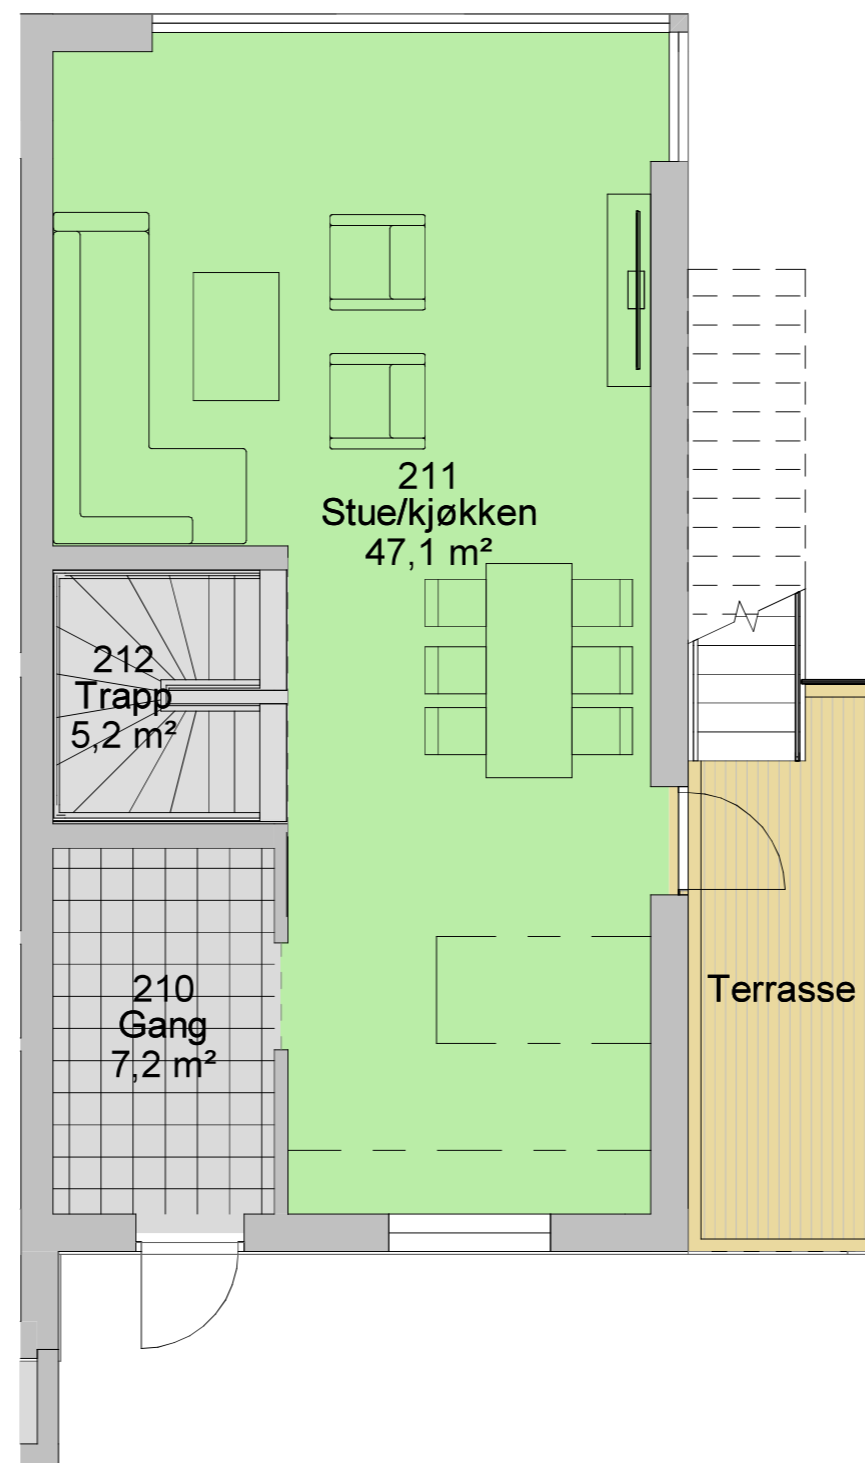 211
Stue/kjøkken
47,1 m²
212
Trapp
5,2 m²
210
Gang
7,2 m²
Terrasse